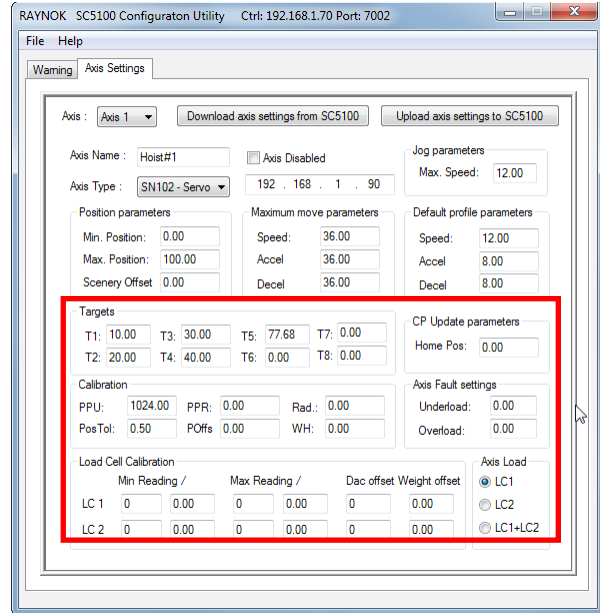 RAYNOK SC5100 Configuraton Utility Ctrl: 192.168.1.70 Port: 7002
File Help
Warning Axis Settings
Axis : Axis 1 Download axis settings from SC5100 Upload axis settings to SC5100
Axis Name : Hoist#1 Axis Disabled
Axis Type : SN102 - Servo 192 . 168 . 1 . 90
Jog parameters
Max. Speed: 12.00
Position parameters Maximum move parameters Default profile parameters
Min. Position: 0.00 Speed: 36.00 Speed: 12.00
Max. Position: 100.00 Accel 36.00 Accel 8.00
Scenery Offset 0.00 Decel 36.00 Decel 8.00
Targets CP Update parameters
T1: 10.00 T3: 30.00 T5: 77.68 T7: 0.00 Home Pos: 0.00
T2: 20.00 T4: 40.00 T6: 0.00 T8: 0.00
Calibration Axis Fault settings
PPU: 1024.00 PPR: 0.00 Rad.: 0.00 Underload: 0.00
PosTol: 0.50 POffs 0.00 WH: 0.00 Overload: 0.00
Load Cell Calibration Axis Load
Min Reading / Max Reading / Dac offset Weight offset LC1
LC 1 0 0.00 0 0.00 0 0.00 LC2
LC 2 0 0.00 0 0.00 0 0.00 LC1+LC2